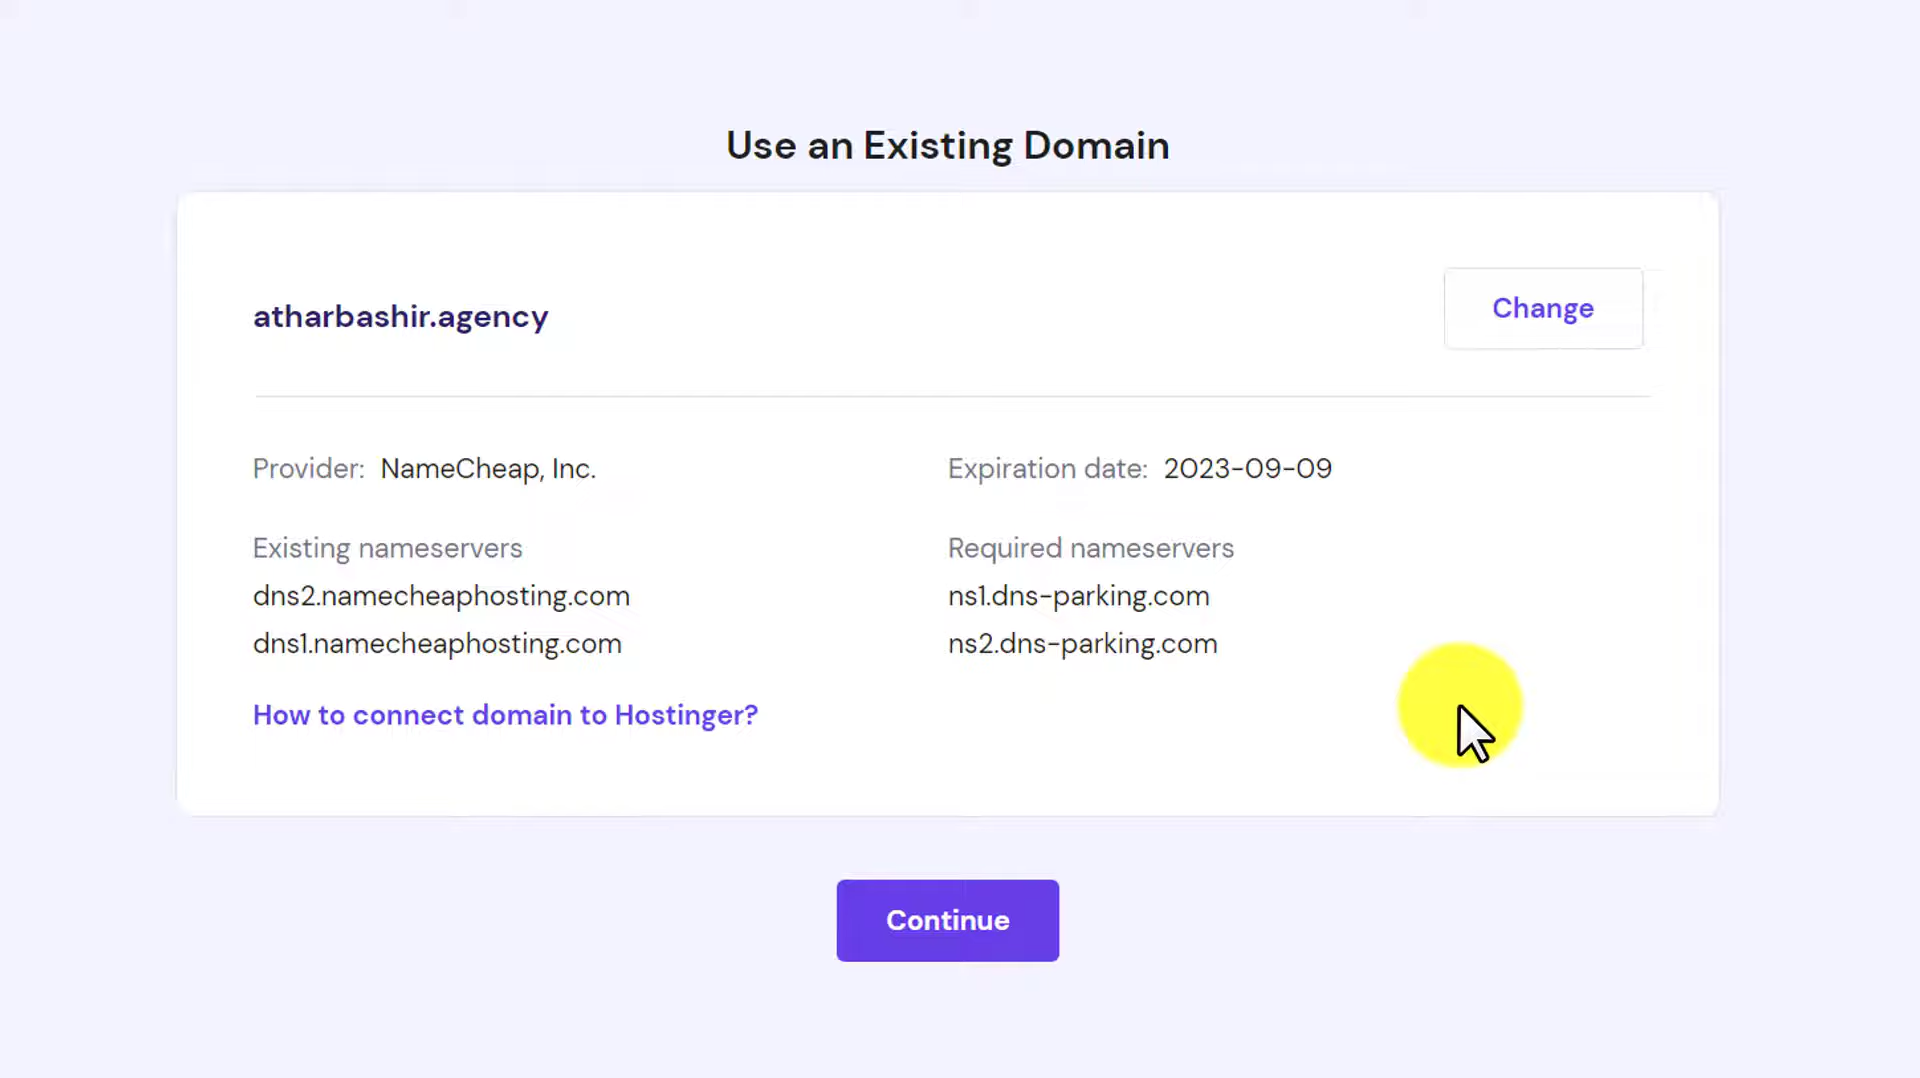 Use an Existing Domain
atharbashir.agency
Change
Provider: NameCheap, Inc.
Expiration date: 2023-09-09
Existing nameservers
dns2.namecheaphosting.com
dns1.namecheaphosting.com
Required nameservers
ns1.dns-parking.com
ns2.dns-parking.com
How to connect domain to Hostinger?
Continue